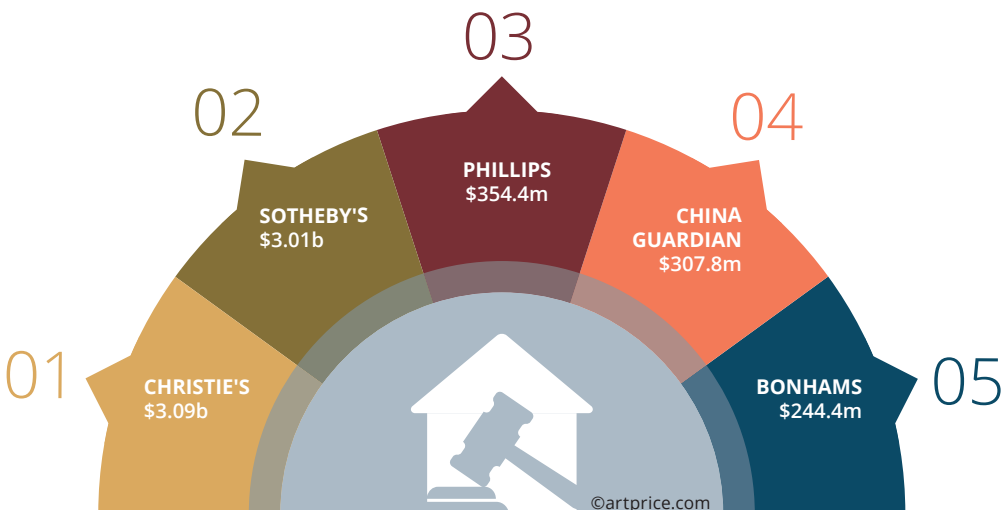 01
CHRISTIE'S
$3.09b
02
SOTHEBY'S
$3.01b
03
PHILLIPS
$354.4m
04
CHINA
GUARDIAN
$307.8m
05
BONHAMS
$244.4m
©artprice.com